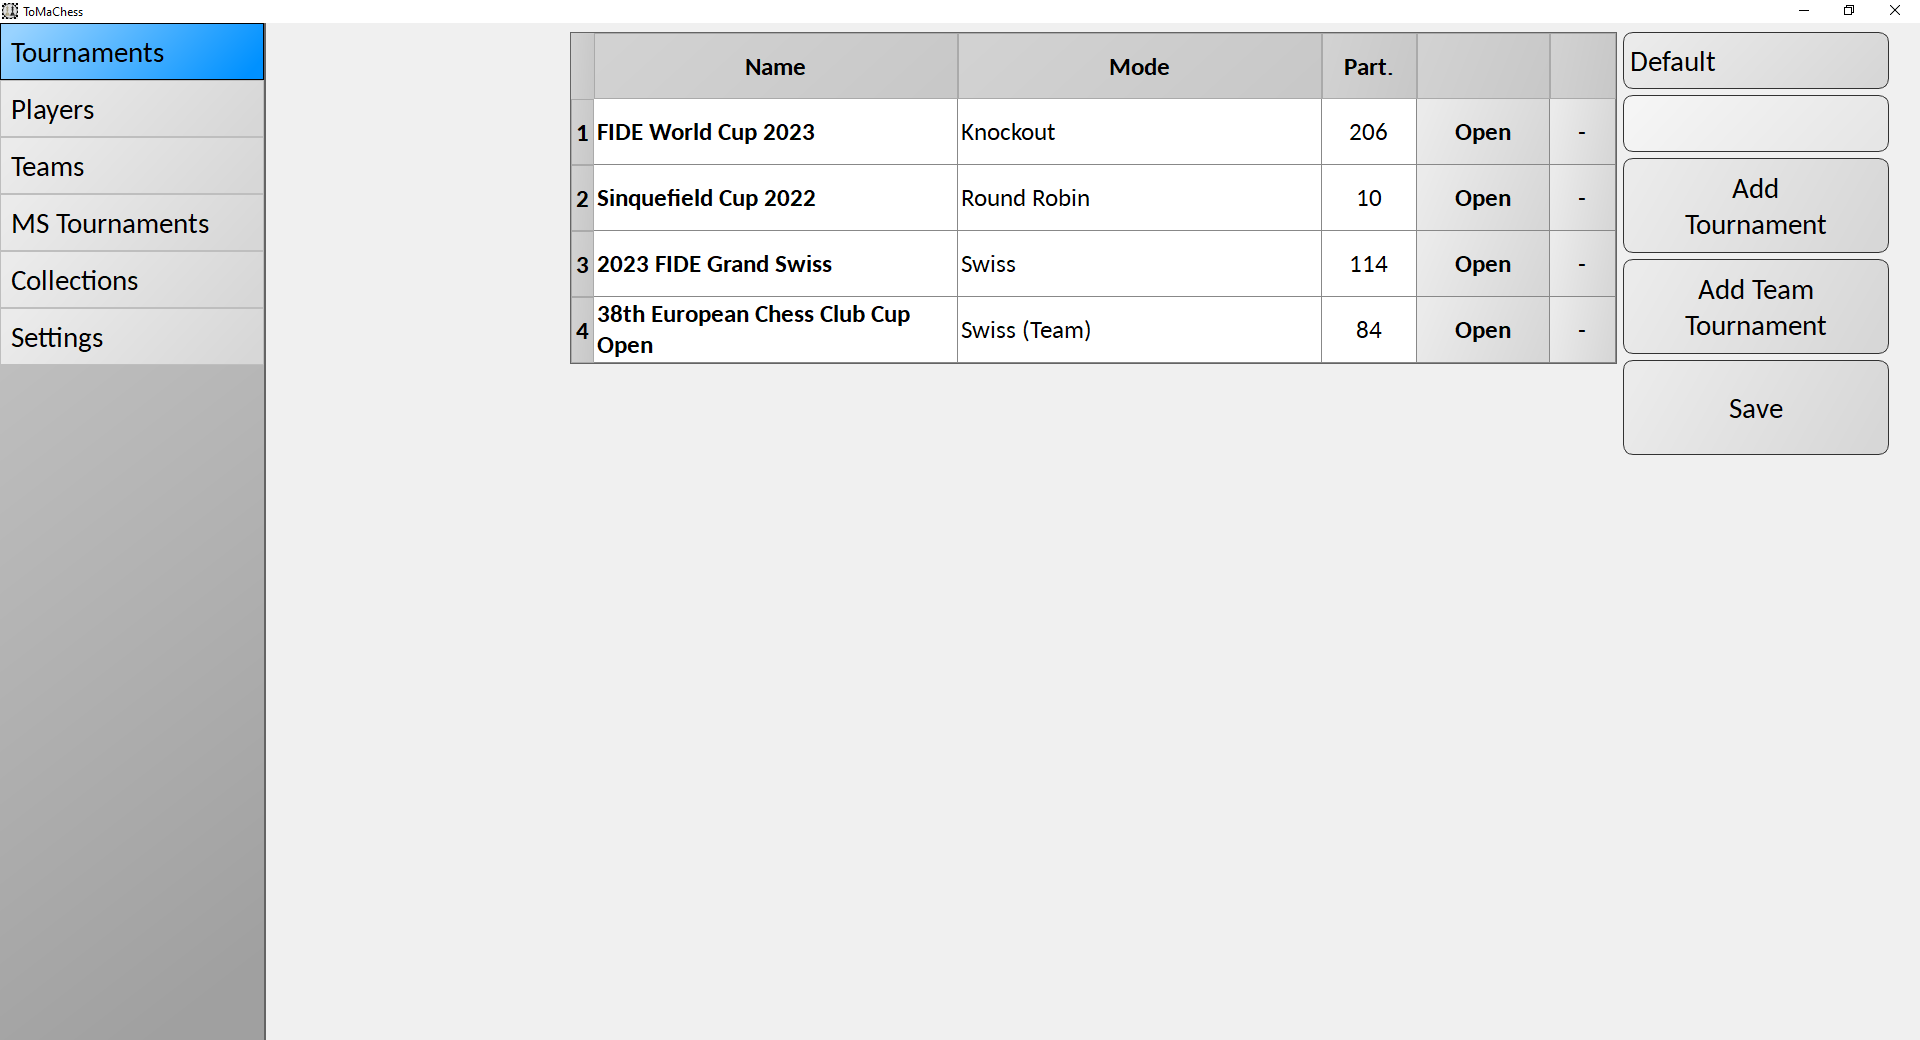 ToMaChess
Tournaments
Players
Teams
MS Tournaments
Collections
Settings
Name Mode Part.
1 FIDE World Cup 2023 Knockout 206 Open -
2 Sinquefield Cup 2022 Round Robin 10 Open -
3 2023 FIDE Grand Swiss Swiss 114 Open -
4 38th European Chess Club Cup
Open Swiss (Team) 84 Open -
Default
Add
Tournament
Add Team
Tournament
Save